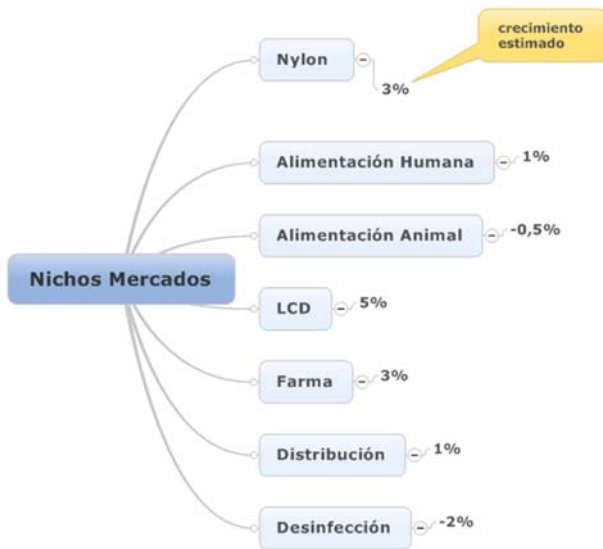 crecimiento
estimado
Nylon
3%
Alimentación Humana
1%
Alimentación Animal
-0,5%
Nichos Mercados
LCD
5%
Farma
3%
Distribución
1%
Desinfección
-2%